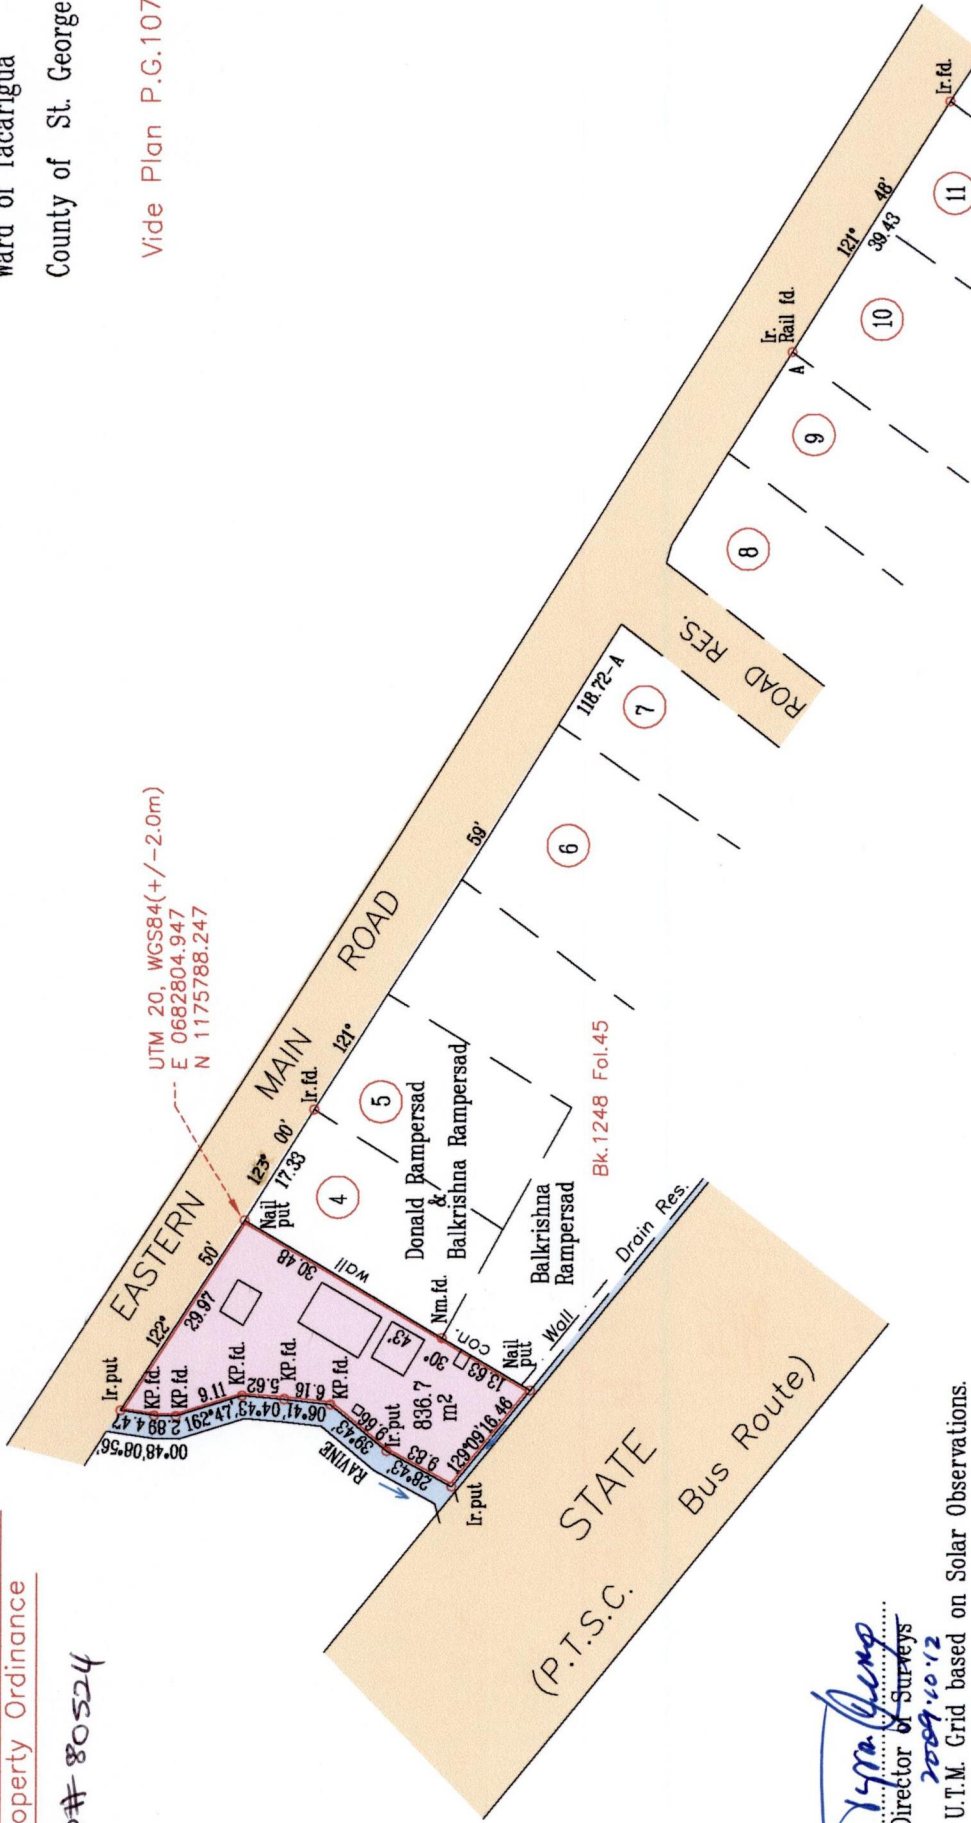 Ward of Tacarigua
County of St. George
Vide Plan P.G.107
operty Ordinance
# 80524
UTM 20, WGS84(+/-2.0m)
E 0682804.947
N 1175788.247
EASTERN MAIN ROAD
Ir.put
122° 50'
29.97
Nail put
123° 00'
17.33
Ir.fd.
121° 59'
118.72-A
Ir. Rail fd.
A
121° 48'
39.43
Ir.fd.
4
5
6
7
8
9
10
11
ROAD RES.
4.47
KP.fd.
2.89
KP.fd.
9.11
KP.fd.
5.62
KP.fd.
6.16
KP.fd.
9.66
Ir.put
9.83
Ir.put
00°48'08°56'
162°47'
04°43'
06°41'
39°43'
28°43'
RAVINE
836.7
m²
30.48
wall
30° 43'
Nm.fd.
con.
13.63
Nail put
129°09'16.46
Donald Rampersad
&
Balkrishna Rampersad
Balkrishna
Rampersad
Bk.1248 Fol.45
Wall
Drain Res.
STATE
(P.T.S.C. Bus Route)
Director of Surveys
2009.10.12
U.T.M. Grid based on Solar Observations.